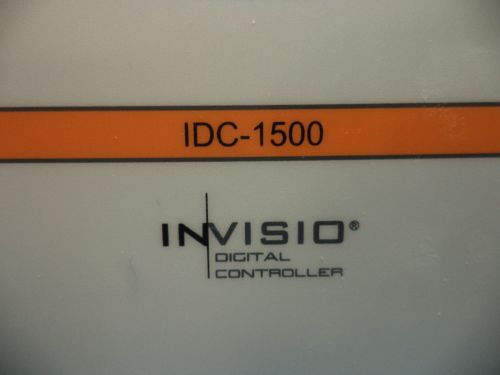 IDC-1500
INVISIO®
DIGITAL
CONTROLLER